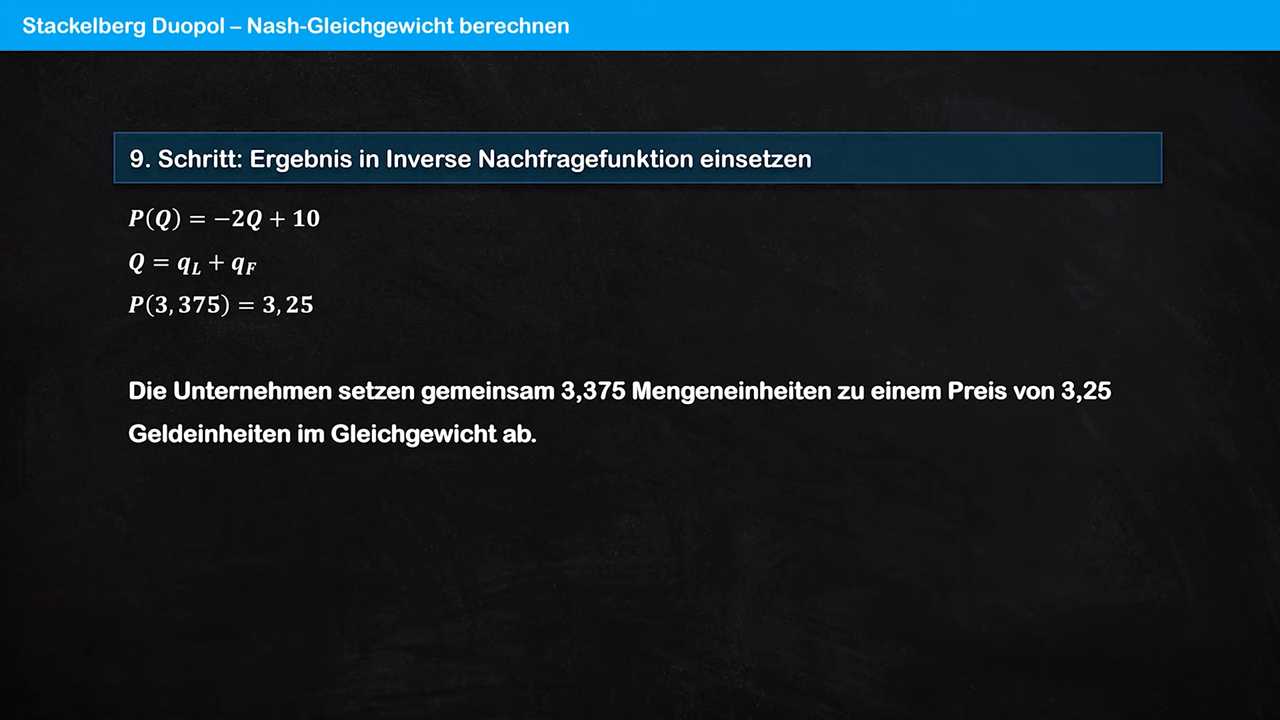 Stackelberg Duopol – Nash-Gleichgewicht berechnen
9. Schritt: Ergebnis in Inverse Nachfragefunktion einsetzen
P(Q) = −2Q + 10
Q = q_L + q_F
P(3,375) = 3,25
Die Unternehmen setzen gemeinsam 3,375 Mengeneinheiten zu einem Preis von 3,25
Geldeinheiten im Gleichgewicht ab.